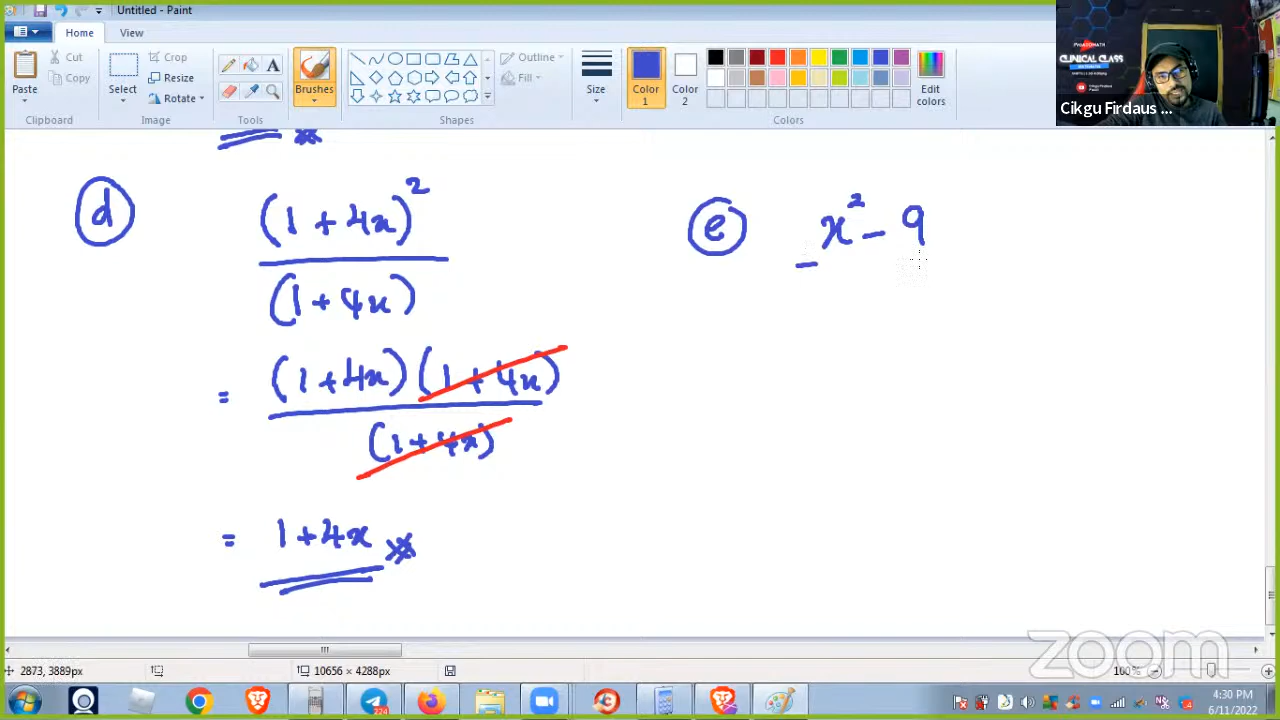 Untitled - Paint
Home
View
Paste
Cut
Copy
Clipboard
Select
Crop
Resize
Rotate
Image
A
Tools
Brushes
Outline
Fill
Shapes
Size
Color 1
Color 2
Edit colors
Colors
CLINICAL CLASS
Cikgu Firdaus ...
d
(1 + 4x)²
(1 + 4x)
= (1 + 4x) (1 + 4x)
(1 + 4x)
= 1 + 4x
e
x² - 9
zoom
2873, 3889px
10656 × 4288px
100%
4:30 PM
6/11/2022